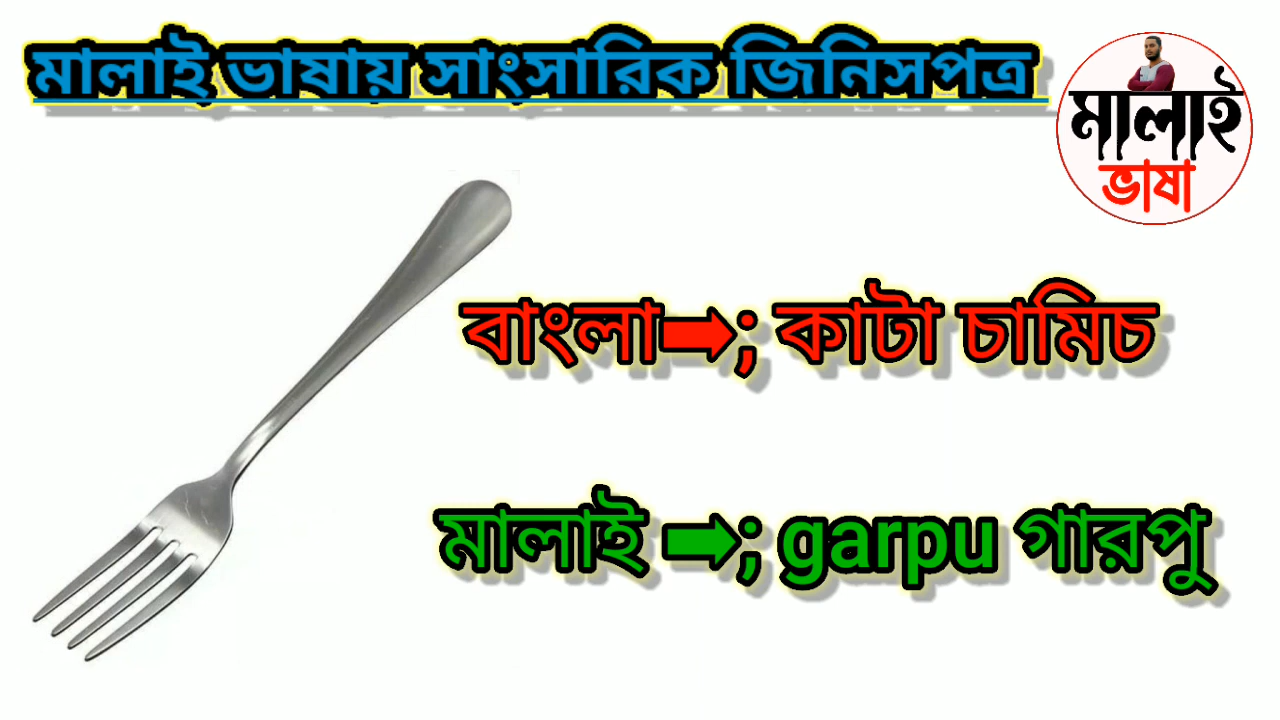 মালাই ভাষায় সাংসারিক জিনিসপত্র
মালাই
ভাষা
বাংলা➡; কাটা চামিচ
মালাই ➡; garpu গারপু